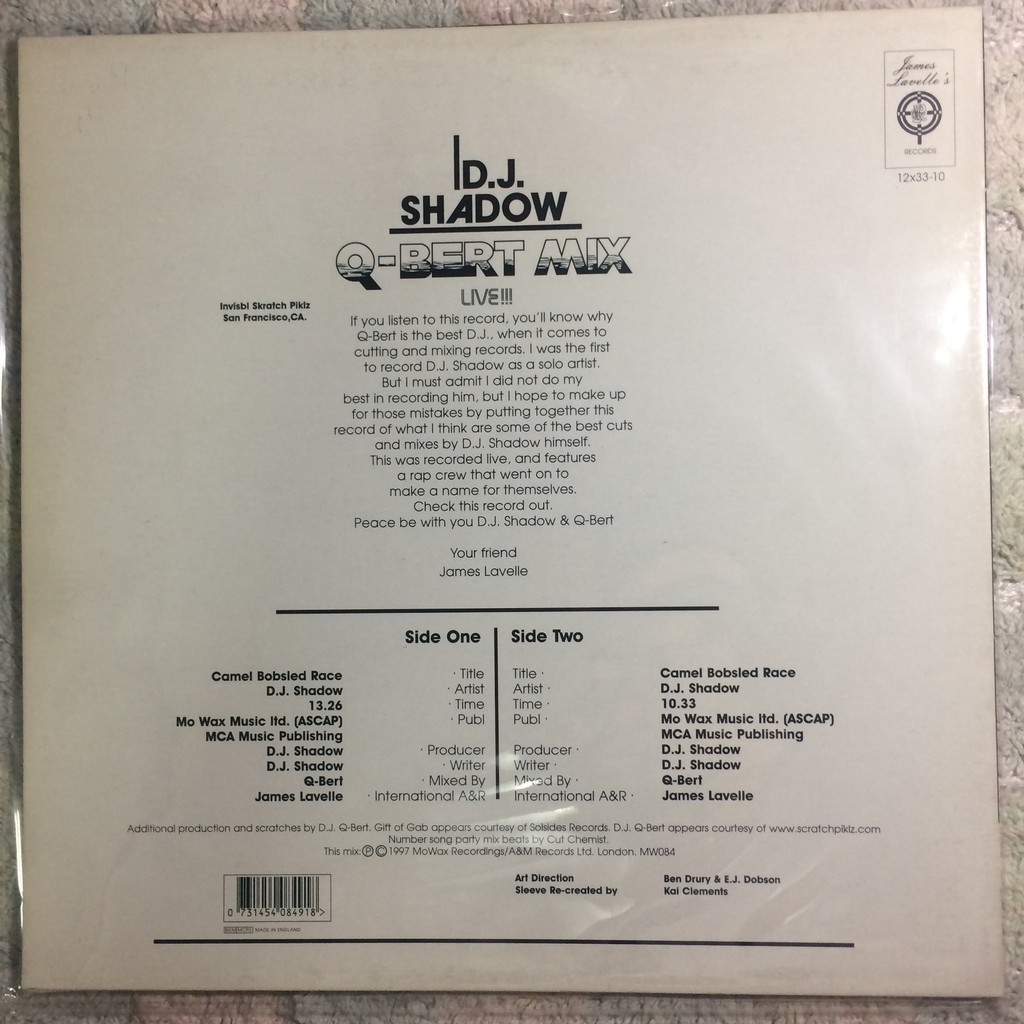 James
Lavelle's
RECORDS
12x33-10
D.J.
SHADOW
Q-BERT MIX
LIVE!!!
Invisbl Skratch Piklz
San Francisco,CA.
If you listen to this record, you'll know why
Q-Bert is the best D.J., when it comes to
cutting and mixing records. I was the first
to record D.J. Shadow as a solo artist.
But I must admit I did not do my
best in recording him, but I hope to make up
for those mistakes by putting together this
record of what I think are some of the best cuts
and mixes by D.J. Shadow himself.
This was recorded live, and features
a rap crew that went on to
make a name for themselves.
Check this record out.
Peace be with you D.J. Shadow & Q-Bert
Your friend
James Lavelle
Side One Side Two
Camel Bobsled Race · Title Title · Camel Bobsled Race
D.J. Shadow · Artist Artist · D.J. Shadow
13.26 · Time Time · 10.33
Mo Wax Music ltd. (ASCAP) · Publ Publ · Mo Wax Music ltd. (ASCAP)
MCA Music Publishing MCA Music Publishing
D.J. Shadow · Producer Producer · D.J. Shadow
D.J. Shadow · Writer Writer · D.J. Shadow
Q-Bert · Mixed By Mixed By · Q-Bert
James Lavelle · International A&R International A&R · James Lavelle
Additional production and scratches by D.J. Q-Bert. Gift of Gab appears courtesy of Solsides Records. D.J. Q-Bert appears courtesy of www.scratchpiklz.com
Number song party mix beats by Cut Chemist.
This mix: Ⓟ © 1997 MoWax Recordings/A&M Records Ltd. London. MW084
Art Direction Ben Drury & E.J. Dobson
Sleeve Re-created by Kai Clements
0 731454 084918 >
MADE IN ENGLAND